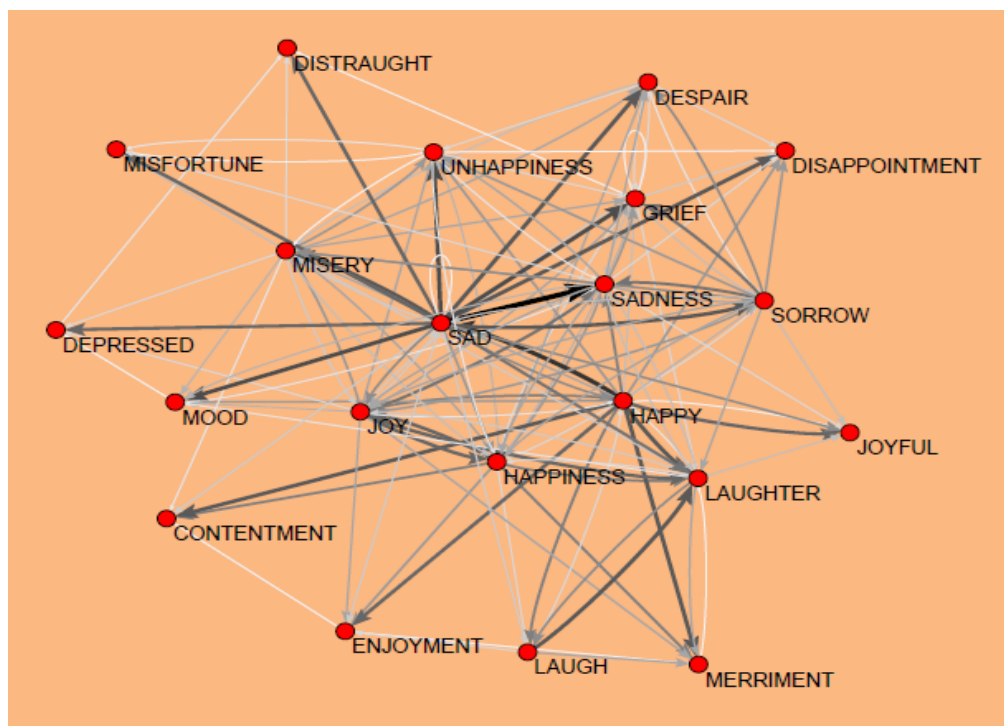 DISTRAUGHT
DESPAIR
MISFORTUNE
UNHAPPINESS
DISAPPOINTMENT
GRIEF
MISERY
SADNESS
SORROW
DEPRESSED
SAD
MOOD
JOY
HAPPY
JOYFUL
HAPPINESS
LAUGHTER
CONTENTMENT
ENJOYMENT
LAUGH
MERRIMENT